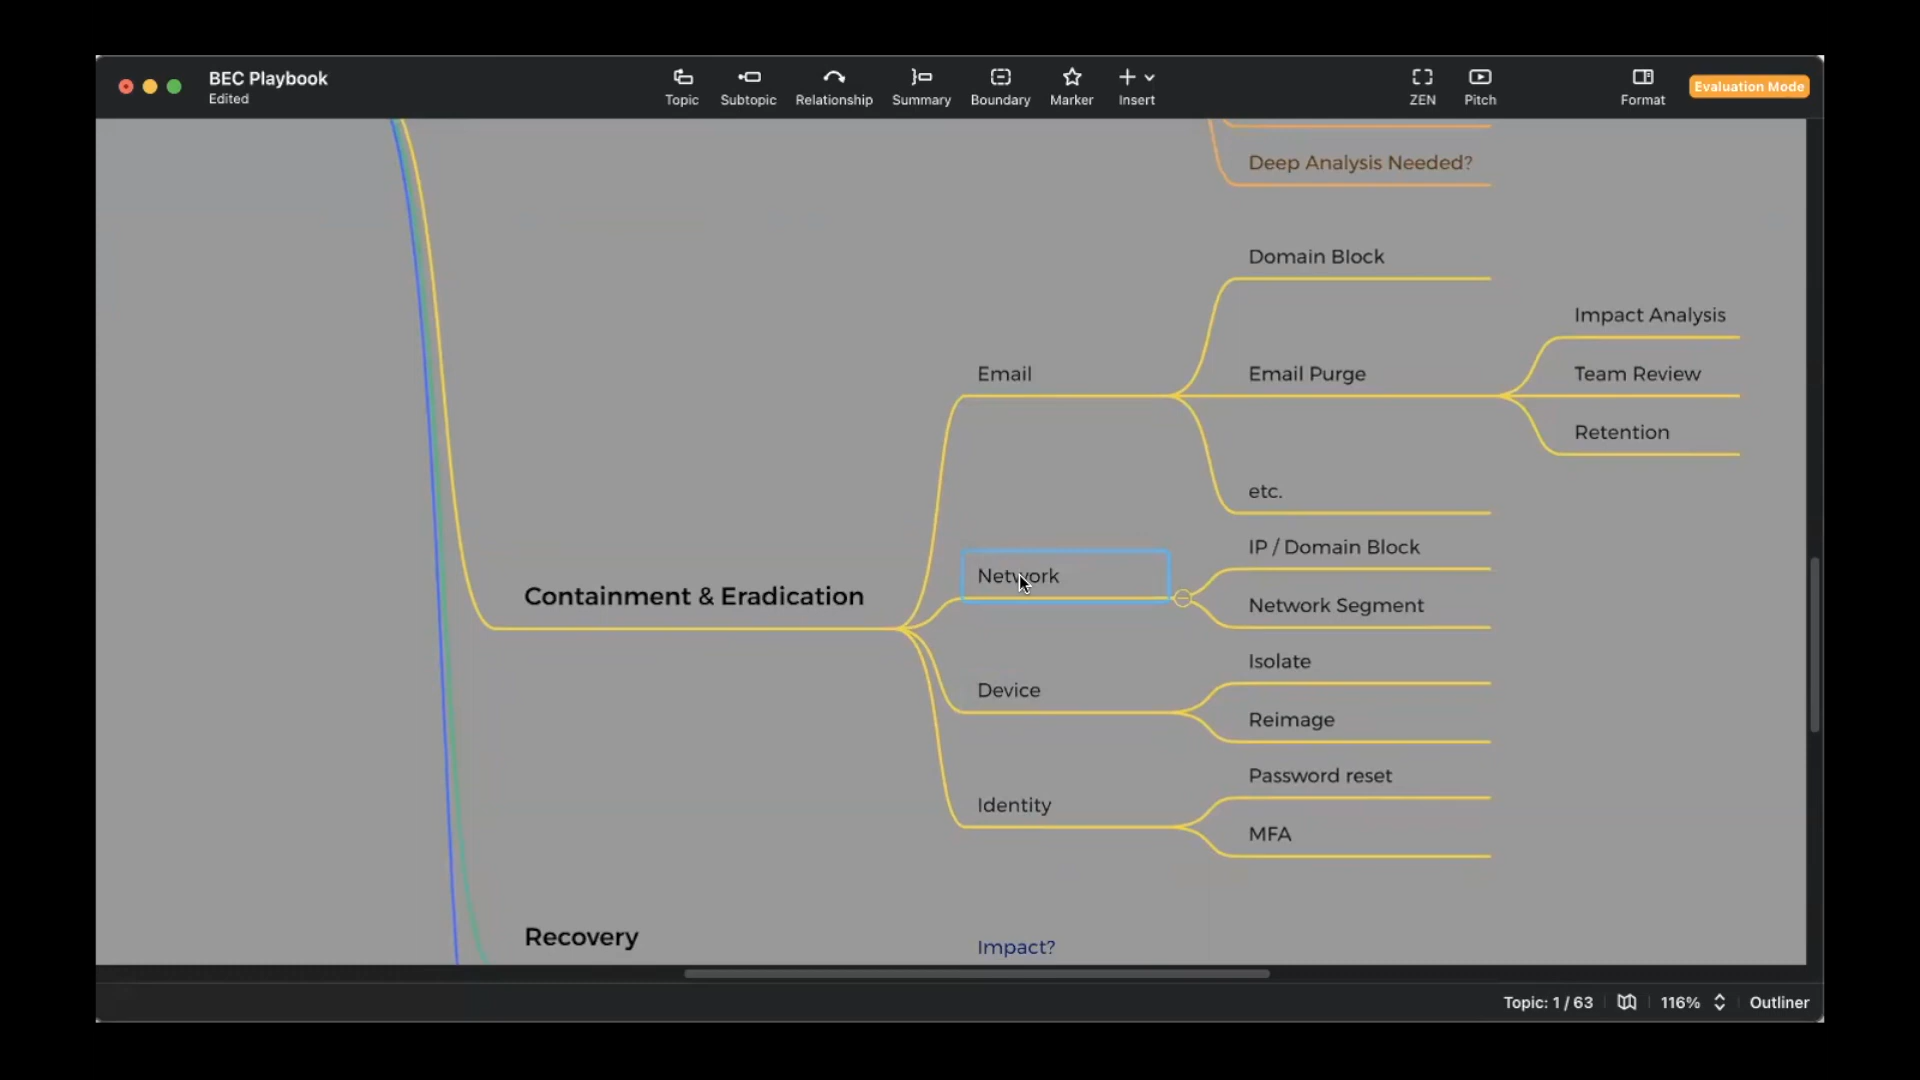 BEC Playbook
Edited
Topic
Subtopic
Relationship
Summary
Boundary
Marker
Insert
ZEN
Pitch
Format
Evaluation Mode
Deep Analysis Needed?
Domain Block
Impact Analysis
Email
Email Purge
Team Review
Retention
etc.
IP / Domain Block
Network
Containment & Eradication
Network Segment
Isolate
Device
Reimage
Password reset
Identity
MFA
Recovery
Impact?
Topic: 1 / 63
116%
Outliner